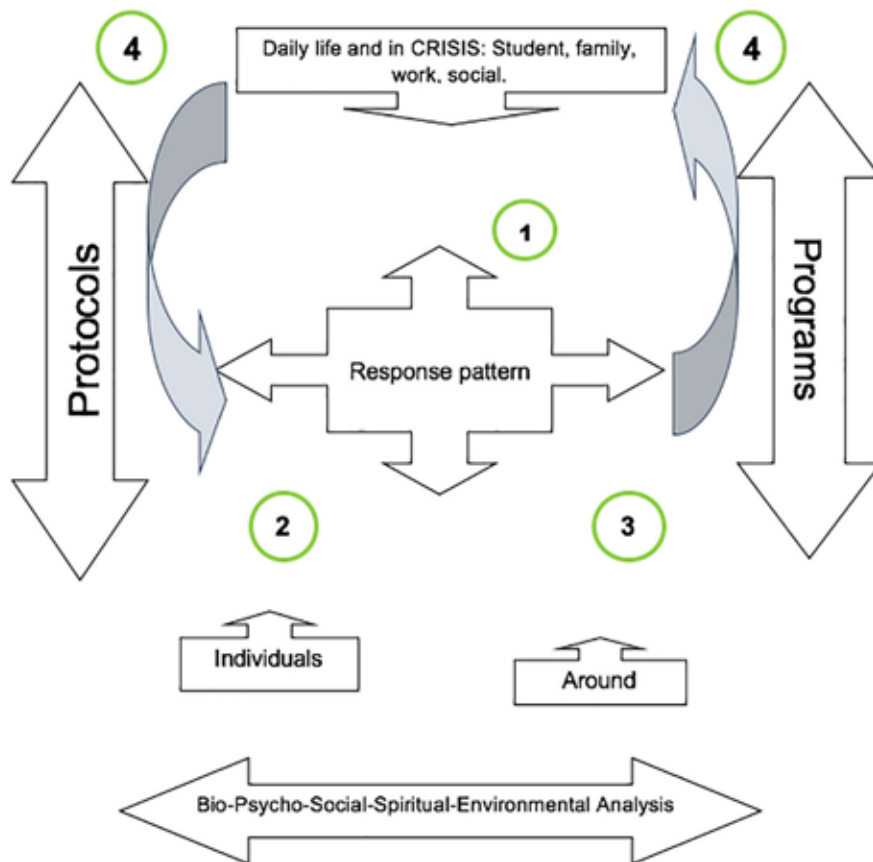 4
Daily life and in CRISIS: Student, family,
work, social.
4
1
Protocols
Response pattern
Programs
2
3
Individuals
Around
Bio-Psycho-Social-Spiritual-Environmental Analysis